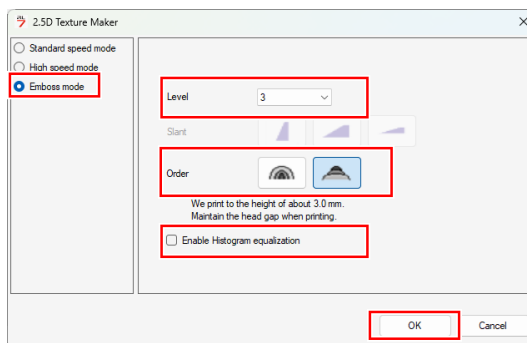 2.5D Texture Maker
Standard speed mode
High speed mode
Emboss mode
Level
3
Slant
Order
We print to the height of about 3.0 mm.
Maintain the head gap when printing.
Enable Histogram equalization
OK
Cancel